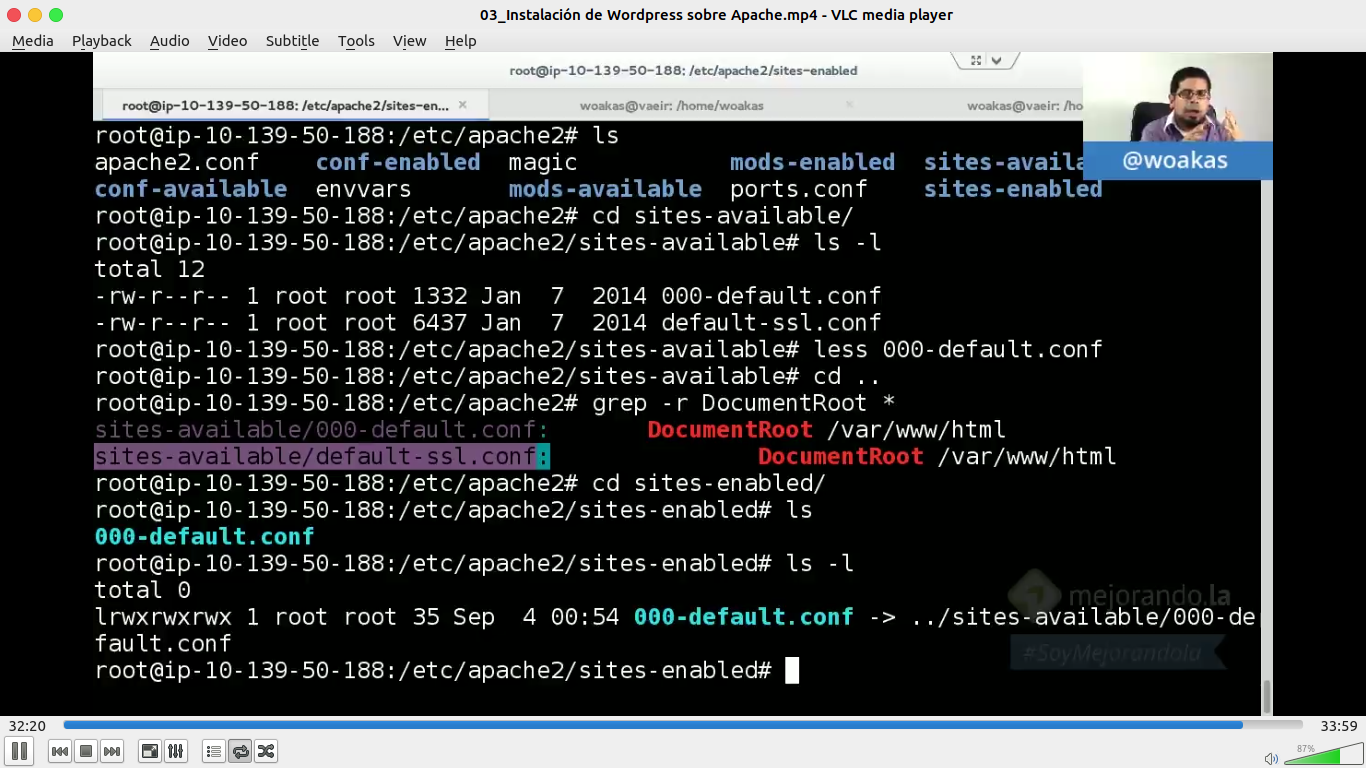 03_Instalación de Wordpress sobre Apache.mp4 - VLC media player
Media Playback Audio Video Subtitle Tools View Help
root@ip-10-139-50-188: /etc/apache2/sites-enabled
root@ip-10-139-50-188: /etc/apache2/sites-en... × woakas@vaeir: /home/woakas × woakas@vaeir: /ho
@woakas
root@ip-10-139-50-188:/etc/apache2# ls
apache2.conf conf-enabled magic mods-enabled sites-availa
conf-available envvars mods-available ports.conf sites-enabled
root@ip-10-139-50-188:/etc/apache2# cd sites-available/
root@ip-10-139-50-188:/etc/apache2/sites-available# ls -l
total 12
-rw-r--r-- 1 root root 1332 Jan 7 2014 000-default.conf
-rw-r--r-- 1 root root 6437 Jan 7 2014 default-ssl.conf
root@ip-10-139-50-188:/etc/apache2/sites-available# less 000-default.conf
root@ip-10-139-50-188:/etc/apache2/sites-available# cd ..
root@ip-10-139-50-188:/etc/apache2# grep -r DocumentRoot *
sites-available/000-default.conf: DocumentRoot /var/www/html
sites-available/default-ssl.conf: DocumentRoot /var/www/html
root@ip-10-139-50-188:/etc/apache2# cd sites-enabled/
root@ip-10-139-50-188:/etc/apache2/sites-enabled# ls
000-default.conf
root@ip-10-139-50-188:/etc/apache2/sites-enabled# ls -l
total 0
lrwxrwxrwx 1 root root 35 Sep 4 00:54 000-default.conf -> ../sites-available/000-de
fault.conf
root@ip-10-139-50-188:/etc/apache2/sites-enabled#
mejorando.la
#SoyMejorandola
32:20 33:59
87%